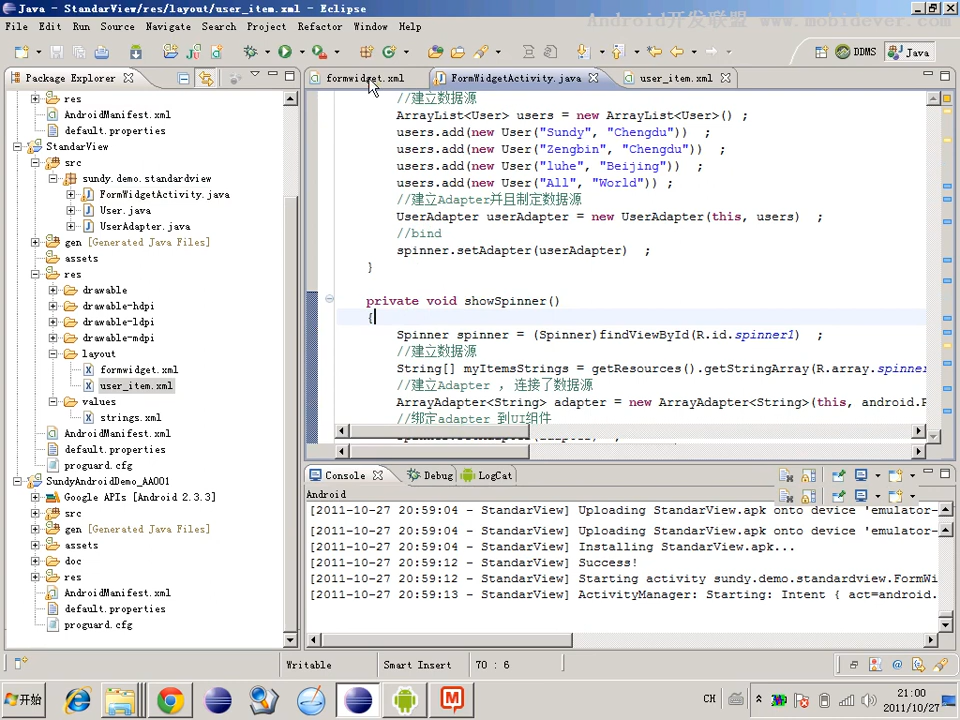 Java - StandarView/res/layout/user_item.xml - Eclipse
Android开发联盟 www.mobidever.com
File Edit Run Source Navigate Search Project Refactor Window Help
DDMS
Java
Package Explorer
formwidget.xml
FormWidgetActivity.java
user_item.xml
res
AndroidManifest.xml
default.properties
StandarView
src
sundy.demo.standardview
FormWidgetActivity.java
User.java
UserAdapter.java
gen [Generated Java Files]
assets
res
drawable
drawable-hdpi
drawable-ldpi
drawable-mdpi
layout
formwidget.xml
user_item.xml
values
strings.xml
AndroidManifest.xml
default.properties
proguard.cfg
SundyAndroidDemo_AA001
Google APIs [Android 2.3.3]
src
gen [Generated Java Files]
assets
doc
res
AndroidManifest.xml
default.properties
proguard.cfg
//建立数据源
ArrayList<User> users = new ArrayList<User>() ;
users.add(new User("Sundy", "Chengdu")) ;
users.add(new User("Zengbin", "Chengdu")) ;
users.add(new User("luhe", "Beijing")) ;
users.add(new User("All", "World")) ;
//建立Adapter并且制定数据源
UserAdapter userAdapter = new UserAdapter(this, users) ;
//bind
spinner.setAdapter(userAdapter) ;
}
private void showSpinner()
{
Spinner spinner = (Spinner)findViewById(R.id.spinner1) ;
//建立数据源
String[] myItemsStrings = getResources().getStringArray(R.array.spinner
//建立Adapter ， 连接了数据源
ArrayAdapter<String> adapter = new ArrayAdapter<String>(this, android.R
//绑定adapter 到UI组件
Console
Debug
LogCat
Android
[2011-10-27 20:59:04 - StandarView] Uploading StandarView.apk onto device 'emulator-
[2011-10-27 20:59:04 - StandarView] Uploading StandarView.apk onto device 'emulator-
[2011-10-27 20:59:04 - StandarView] Installing StandarView.apk...
[2011-10-27 20:59:12 - StandarView] Success!
[2011-10-27 20:59:12 - StandarView] Starting activity sundy.demo.standardview.FormWi
[2011-10-27 20:59:13 - StandarView] ActivityManager: Starting: Intent { act=android.
Writable
Smart Insert
70 : 6
开始
CH
21:00
2011/10/27